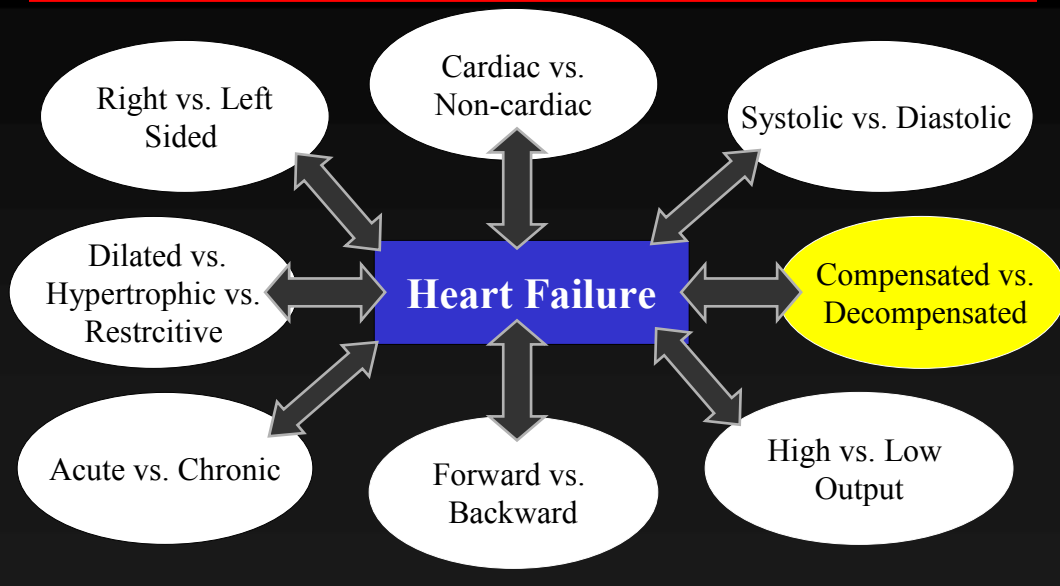 Right vs. Left
Sided
Cardiac vs.
Non-cardiac
Systolic vs. Diastolic
Dilated vs.
Hypertrophic vs.
Restrcitive
Heart Failure
Compensated vs.
Decompensated
Acute vs. Chronic
Forward vs.
Backward
High vs. Low
Output